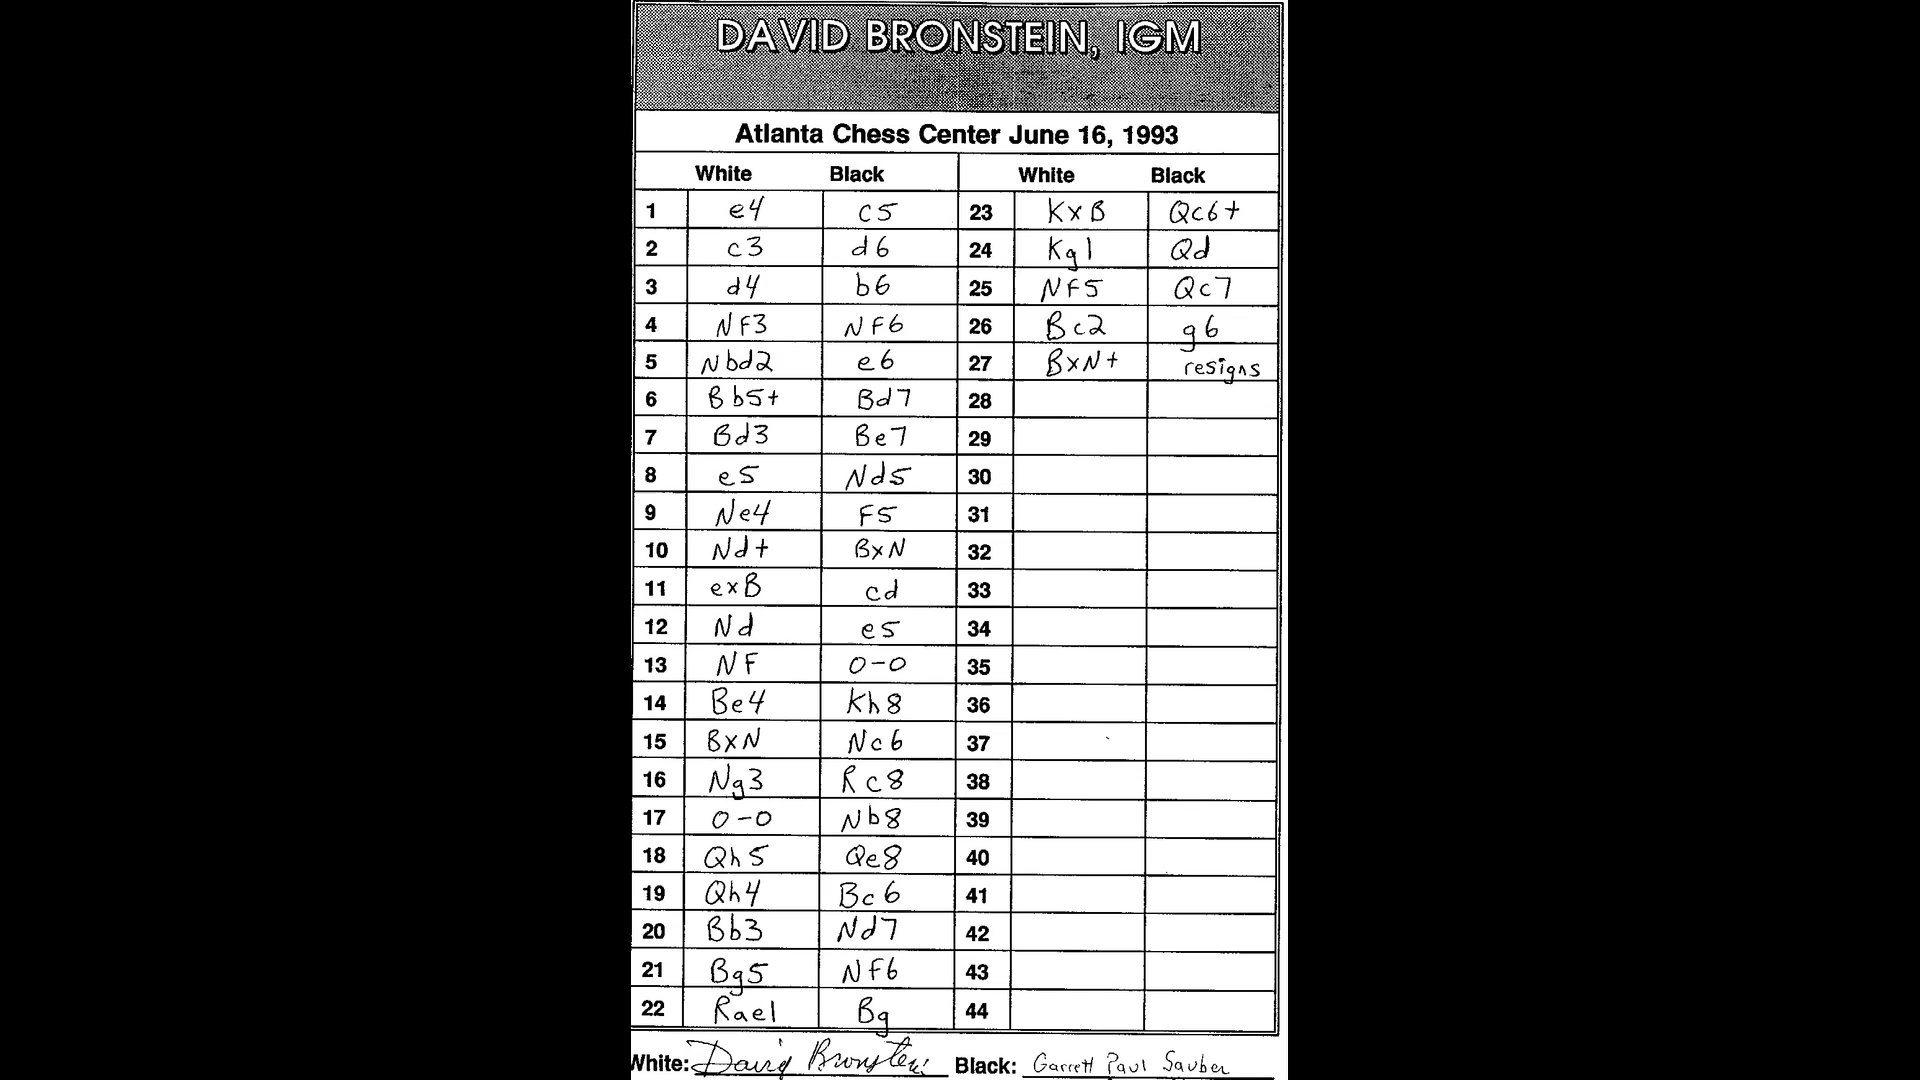 DAVID BRONSTEIN, IGM
Atlanta Chess Center June 16, 1993
White Black White Black
1 e4 c5 23 KxB Qc6+
2 c3 d6 24 Kg1 Qd
3 d4 b6 25 NF5 Qc7
4 NF3 NF6 26 Bc2 g6
5 Nbd2 e6 27 BxN+ resigns
6 Bb5+ Bd7 28
7 Bd3 Be7 29
8 e5 Nd5 30
9 Ne4 F5 31
10 Nd+ BxN 32
11 exB cd 33
12 Nd e5 34
13 NF 0-0 35
14 Be4 Kh8 36
15 BxN Nc6 37
16 Ng3 Rc8 38
17 0-0 Nb8 39
18 Qh5 Qe8 40
19 Qh4 Bc6 41
20 Bb3 Nd7 42
21 Bg5 NF6 43
22 Rae1 Bg 44
White: David Bronstein Black: Garrett Paul Sauber